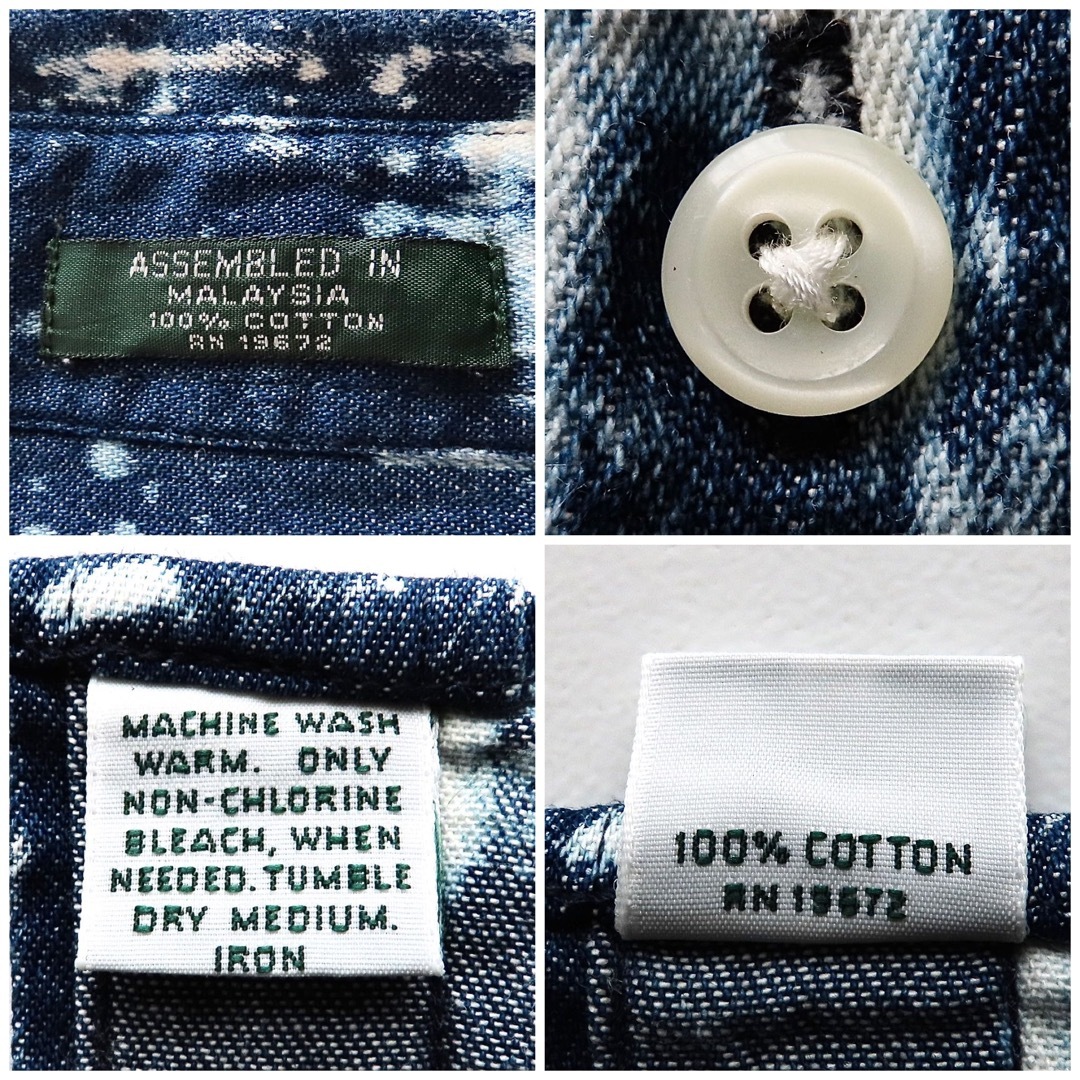 ASSEMBLED IN
MALAYSIA
100% COTTON
RN 19672
MACHINE WASH
WARM. ONLY
NON-CHLORINE
BLEACH, WHEN
NEEDED. TUMBLE
DRY MEDIUM.
IRON
100% COTTON
RN 19672